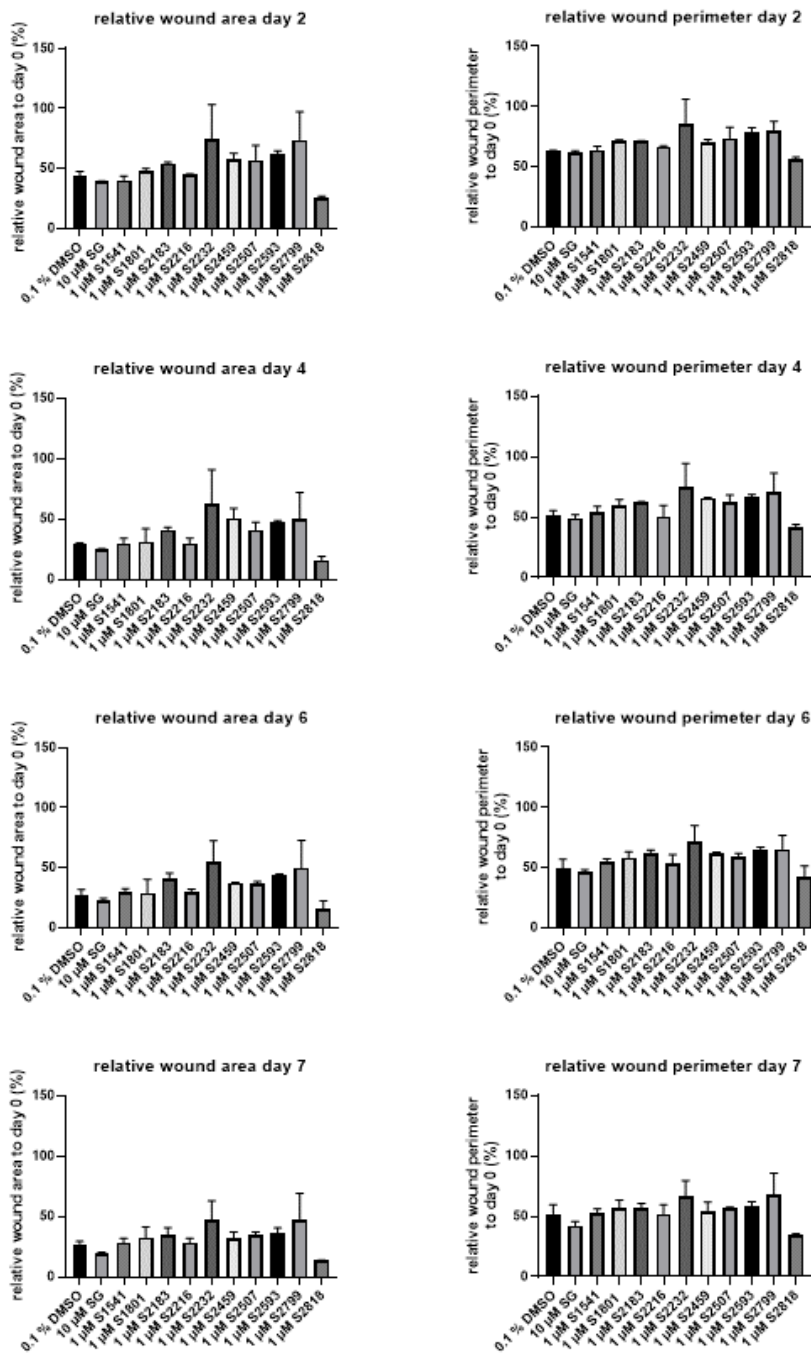 relative wound area day 2
relative wound area to day 0 (%)
150
100
50
0
0.1 % DMSO
10 µM SG
1 µM S1541
1 µM S1801
1 µM S2183
1 µM S2216
1 µM S2232
1 µM S2459
1 µM S2507
1 µM S2593
1 µM S2799
1 µM S2818
relative wound perimeter day 2
relative wound perimeter
to day 0 (%)
150
100
50
0
0.1 % DMSO
10 µM SG
1 µM S1541
1 µM S1801
1 µM S2183
1 µM S2216
1 µM S2232
1 µM S2459
1 µM S2507
1 µM S2593
1 µM S2799
1 µM S2818
relative wound area day 4
relative wound area to day 0 (%)
150
100
50
0
0.1 % DMSO
10 µM SG
1 µM S1541
1 µM S1801
1 µM S2183
1 µM S2216
1 µM S2232
1 µM S2459
1 µM S2507
1 µM S2593
1 µM S2799
1 µM S2818
relative wound perimeter day 4
relative wound perimeter
to day 0 (%)
150
100
50
0
0.1 % DMSO
10 µM SG
1 µM S1541
1 µM S1801
1 µM S2183
1 µM S2216
1 µM S2232
1 µM S2459
1 µM S2507
1 µM S2593
1 µM S2799
1 µM S2818
relative wound area day 6
relative wound area to day 0 (%)
150
100
50
0
0.1 % DMSO
10 µM SG
1 µM S1541
1 µM S1801
1 µM S2183
1 µM S2216
1 µM S2232
1 µM S2459
1 µM S2507
1 µM S2593
1 µM S2799
1 µM S2818
relative wound perimeter day 6
relative wound perimeter
to day 0 (%)
150
100
50
0
0.1 % DMSO
10 µM SG
1 µM S1541
1 µM S1801
1 µM S2183
1 µM S2216
1 µM S2232
1 µM S2459
1 µM S2507
1 µM S2593
1 µM S2799
1 µM S2818
relative wound area day 7
relative wound area to day 0 (%)
150
100
50
0
0.1 % DMSO
10 µM SG
1 µM S1541
1 µM S1801
1 µM S2183
1 µM S2216
1 µM S2232
1 µM S2459
1 µM S2507
1 µM S2593
1 µM S2799
1 µM S2818
relative wound perimeter day 7
relative wound perimeter
to day 0 (%)
150
100
50
0
0.1 % DMSO
10 µM SG
1 µM S1541
1 µM S1801
1 µM S2183
1 µM S2216
1 µM S2232
1 µM S2459
1 µM S2507
1 µM S2593
1 µM S2799
1 µM S2818